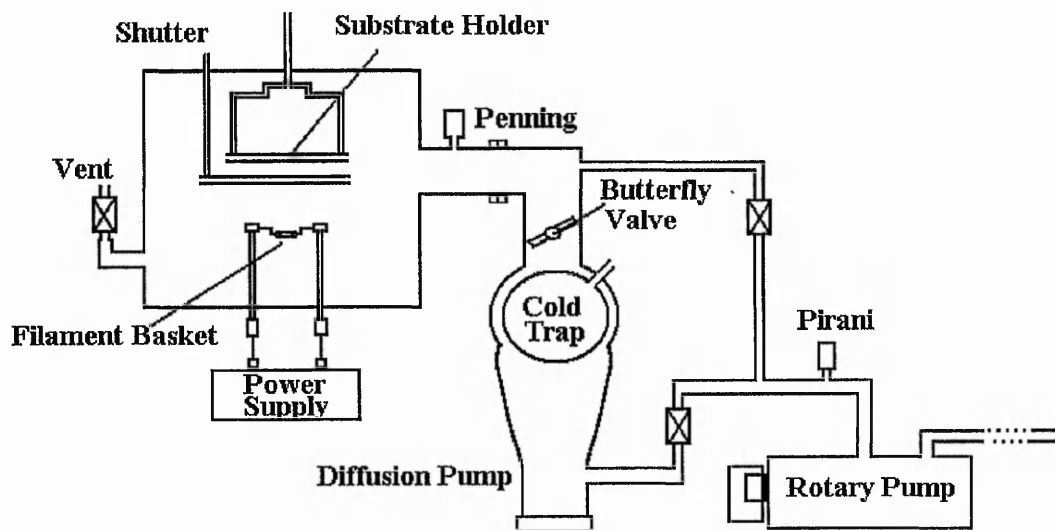 Shutter
Substrate Holder
Penning
Vent
Butterfly
Valve
Cold
Trap
Pirani
Filament Basket
Power
Supply
Diffusion Pump
Rotary Pump